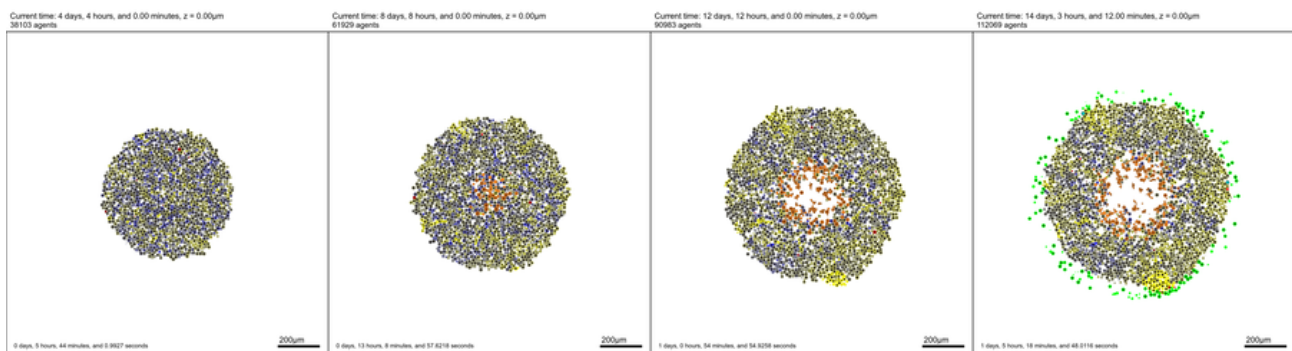 Current time: 4 days, 4 hours, and 0.00 minutes, z = 0.00µm
38103 agents
0 days, 5 hours, 44 minutes, and 0.9927 seconds
200µm
Current time: 8 days, 8 hours, and 0.00 minutes, z = 0.00µm
61929 agents
0 days, 13 hours, 8 minutes, and 57.6218 seconds
200µm
Current time: 12 days, 12 hours, and 0.00 minutes, z = 0.00µm
90983 agents
1 days, 0 hours, 54 minutes, and 54.9258 seconds
200µm
Current time: 14 days, 3 hours, and 12.00 minutes, z = 0.00µm
112069 agents
1 days, 5 hours, 18 minutes, and 48.0116 seconds
200µm